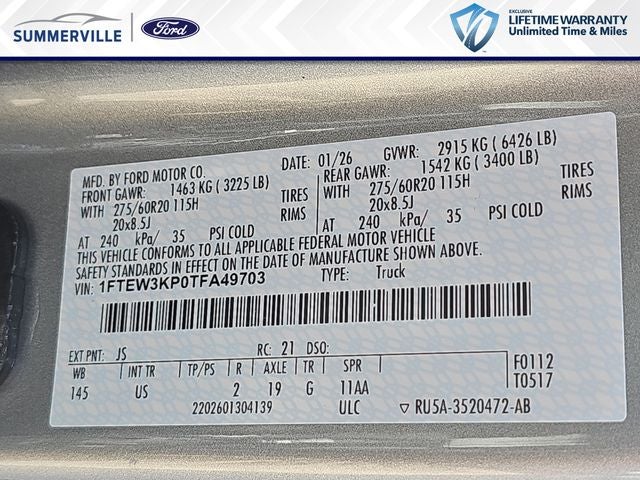 SUMMERVILLE Ford
EXCLUSIVE
LIFETIME WARRANTY
Unlimited Time & Miles
MFD. BY FORD MOTOR CO.
DATE: 01/26 GVWR: 2915 KG ( 6426 LB)
FRONT GAWR: 1463 KG ( 3225 LB) REAR GAWR: 1542 KG ( 3400 LB)
WITH 275/60R20 115H TIRES WITH 275/60R20 115H TIRES
20x8.5J RIMS 20x8.5J RIMS
AT 240 kPa/ 35 PSI COLD AT 240 kPa/ 35 PSI COLD
THIS VEHICLE CONFORMS TO ALL APPLICABLE FEDERAL MOTOR VEHICLE
SAFETY STANDARDS IN EFFECT ON THE DATE OF MANUFACTURE SHOWN ABOVE.
VIN: 1FTEW3KP0TFA49703 TYPE: Truck
EXT PNT: JS RC: 21 DSO: F0112
WB INT TR TP/PS R AXLE TR SPR T0517
145 US 2 19 G 11AA
2202601304139 ULC ▽ RU5A-3520472-AB